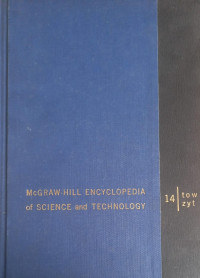 McGRAW-HILL ENCYCLOPEDIA
of SCIENCE and TECHNOLOGY
14 tow
zyt